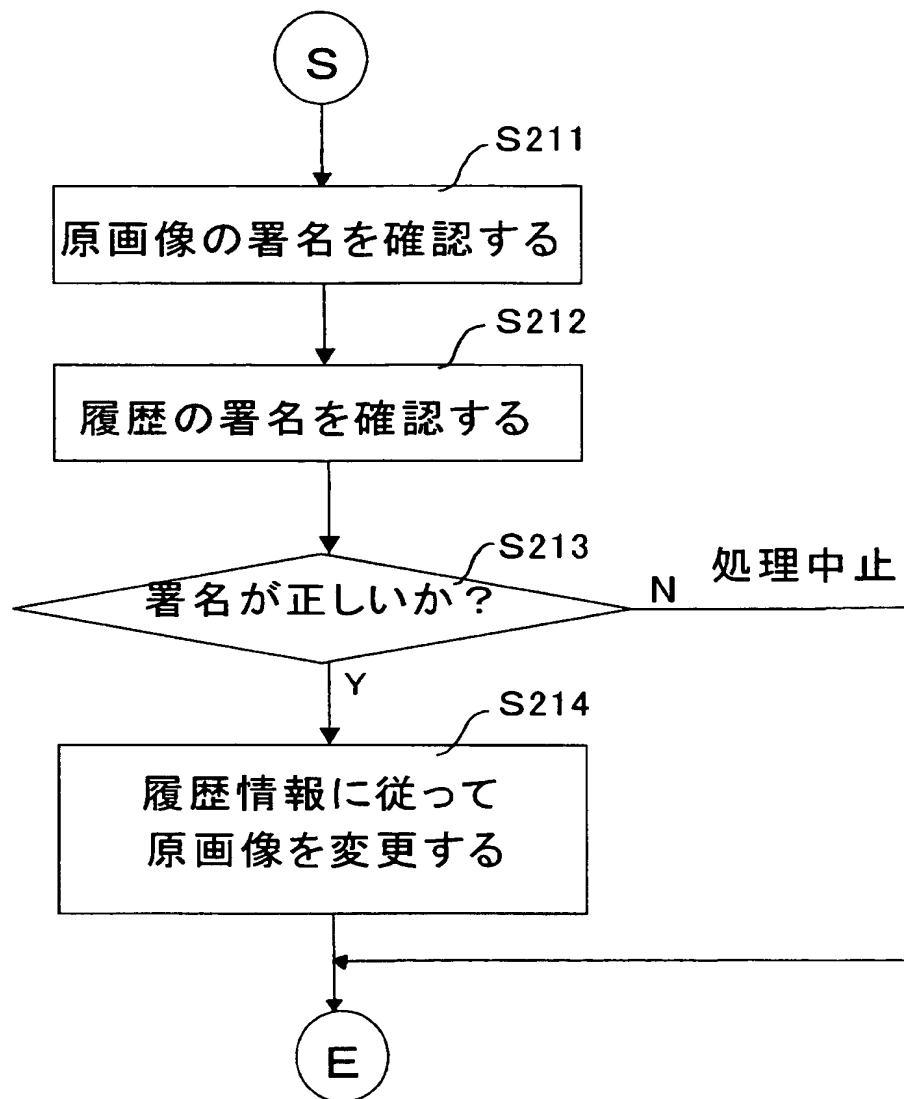 S
S211
原画像の署名を確認する
S212
履歴の署名を確認する
S213
署名が正しいか？
N
処理中止
Y
S214
履歴情報に従って
原画像を変更する
E